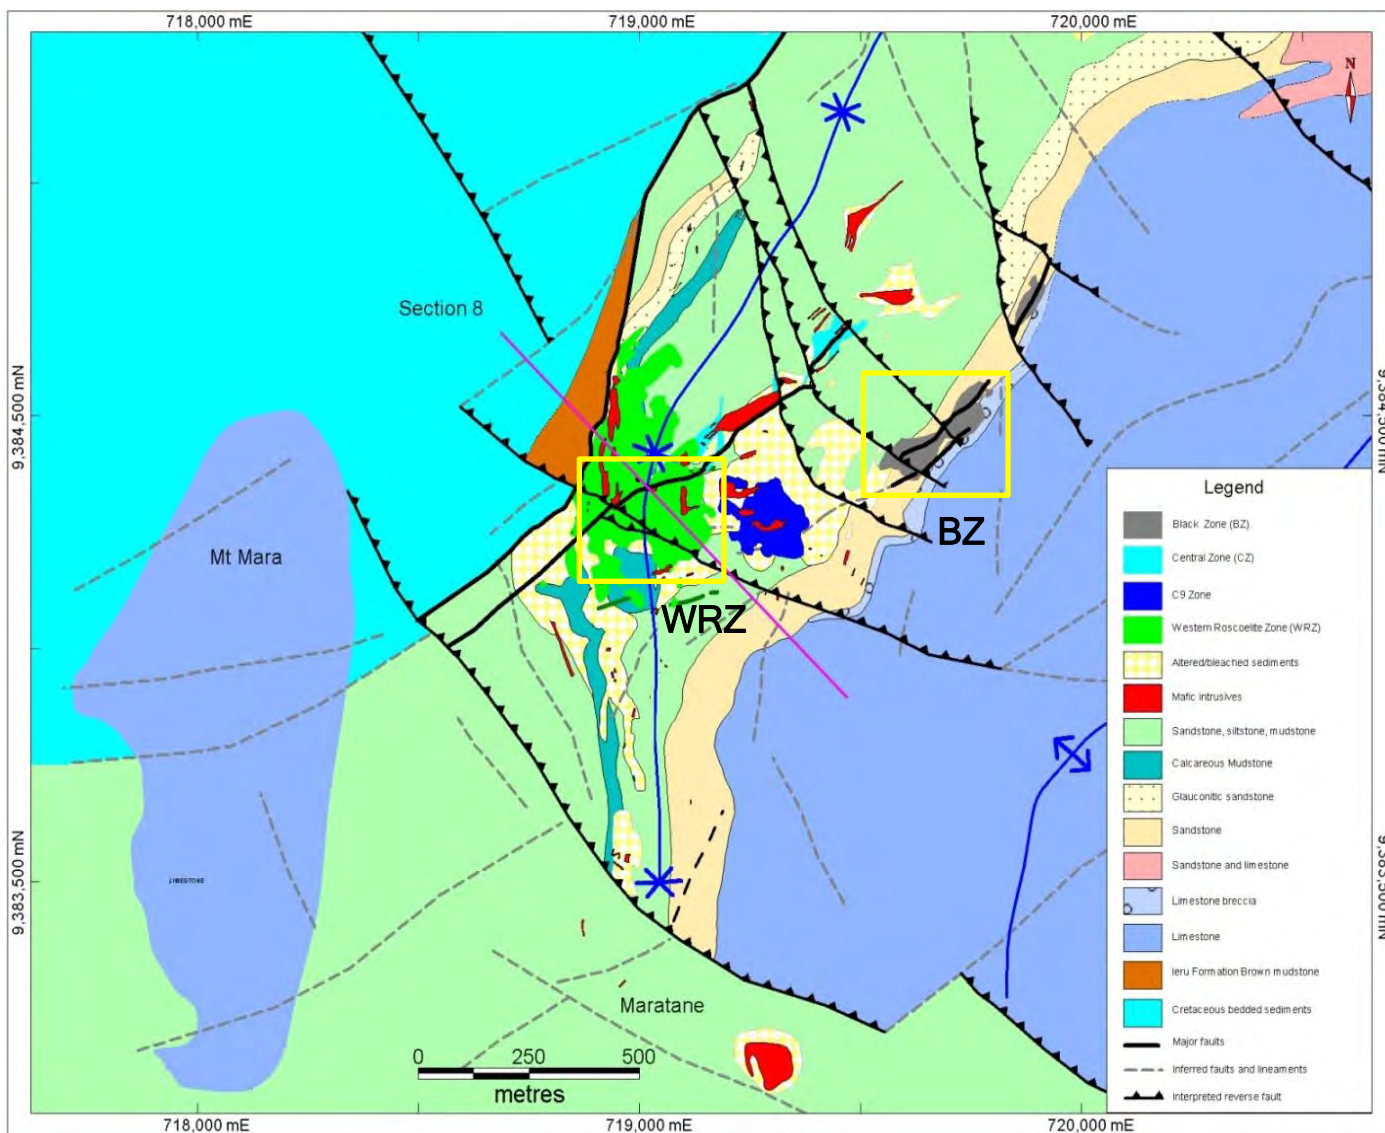 718,000 mE
719,000 mE
720,000 mE
N
Section 8
9,384,500 mN
9,384,500 mN
Legend
Black Zone (BZ)
Central Zone (CZ)
C9 Zone
Western Roscoelite Zone (WRZ)
Altered/bleached sediments
Mafic intrusives
Sandstone, siltstone, mudstone
Calcareous Mudstone
Glauconitic sandstone
Sandstone
Sandstone and limestone
Limestone breccia
Limestone
Ieru Formation Brown mudstone
Cretaceous bedded sediments
Major faults
Inferred faults and lineaments
Interpreted reverse fault
BZ
Mt Mara
WRZ
LIMESTONE
9,383,500 mN
9,383,500 mN
Maratane
0 250 500
metres
718,000 mE
719,000 mE
720,000 mE